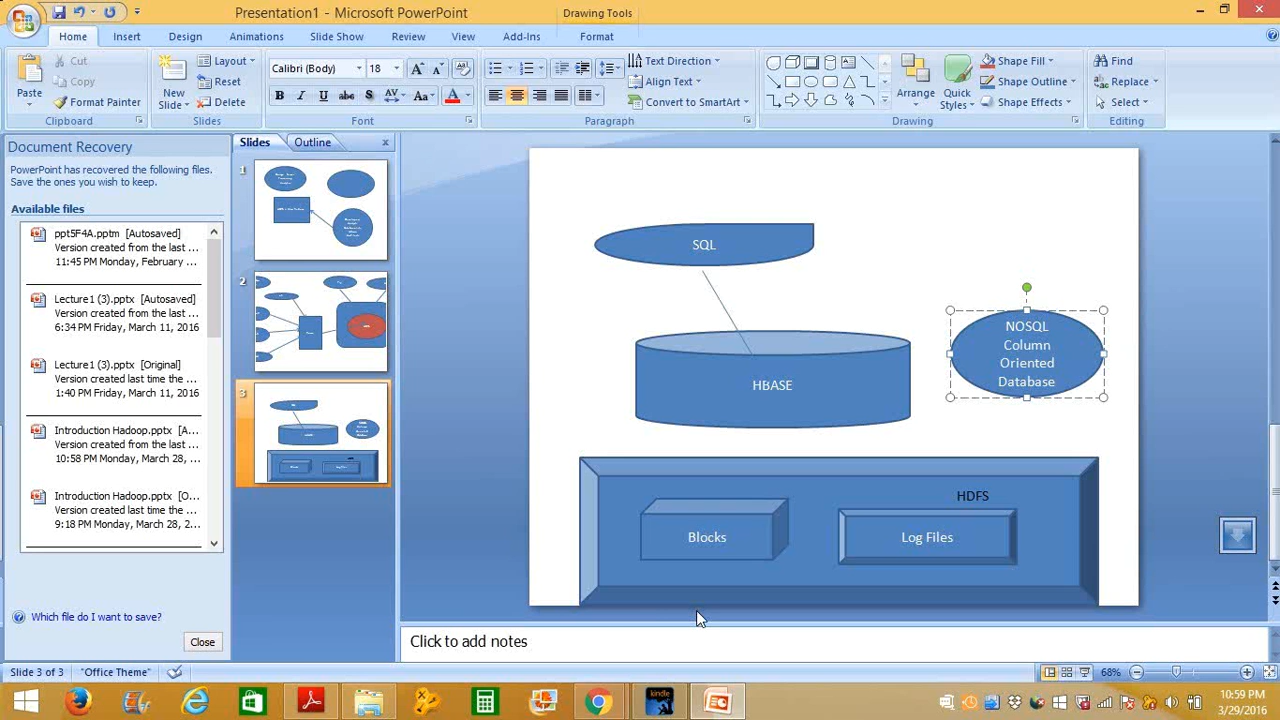 Presentation1 - Microsoft PowerPoint
Drawing Tools
Home Insert Design Animations Slide Show Review View Add-Ins Format
Paste
Cut
Copy
Format Painter
Clipboard
New
Slide
Layout
Reset
Delete
Slides
Calibri (Body) 18
B I U abc S AV Aa A
Font
Text Direction
Align Text
Convert to SmartArt
Paragraph
Arrange
Quick
Styles
Shape Fill
Shape Outline
Shape Effects
Drawing
Find
Replace
Select
Editing
Document Recovery
PowerPoint has recovered the following files.
Save the ones you wish to keep.
Available files
ppt5F4A.pptm [Autosaved]
Version created from the last ...
11:45 PM Monday, February ...
Lecture1 (3).pptx [Autosaved]
Version created from the last ...
6:34 PM Friday, March 11, 2016
Lecture1 (3).pptx [Original]
Version created last time the ...
1:40 PM Friday, March 11, 2016
Introduction Hadoop.pptx [A...
Version created from the last ...
10:58 PM Monday, March 28, ...
Introduction Hadoop.pptx [O...
Version created last time the ...
9:18 PM Monday, March 28, 2...
Which file do I want to save?
Close
Slides Outline
1
2
3
SQL
HBASE
NOSQL
Column
Oriented
Database
HDFS
Blocks
Log Files
Click to add notes
Slide 3 of 3
"Office Theme"
68%
kindle
10:59 PM
3/29/2016